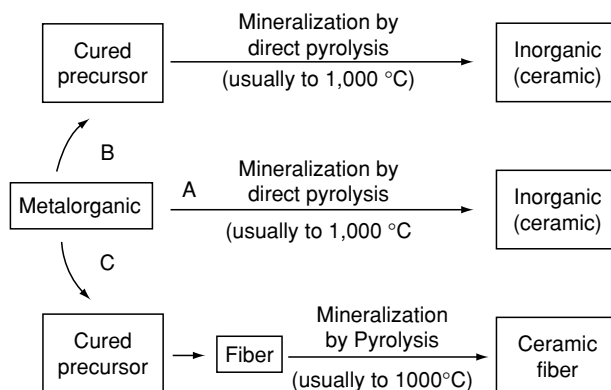 Cured
precursor
Mineralization by
direct pyrolysis
(usually to 1,000 °C)
Inorganic
(ceramic)
B
Metalorganic
A
Mineralization by
direct pyrolysis
(usually to 1,000 °C
Inorganic
(ceramic)
C
Cured
precursor
Fiber
Mineralization
by Pyrolysis
(usually to 1000°C)
Ceramic
fiber